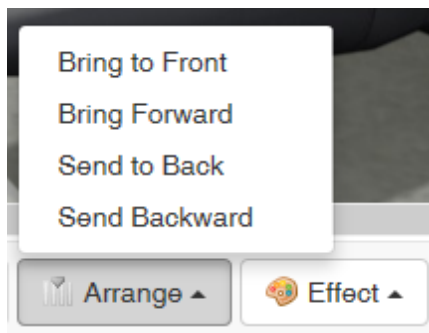 Bring to Front
Bring Forward
Send to Back
Send Backward
Arrange
Effect